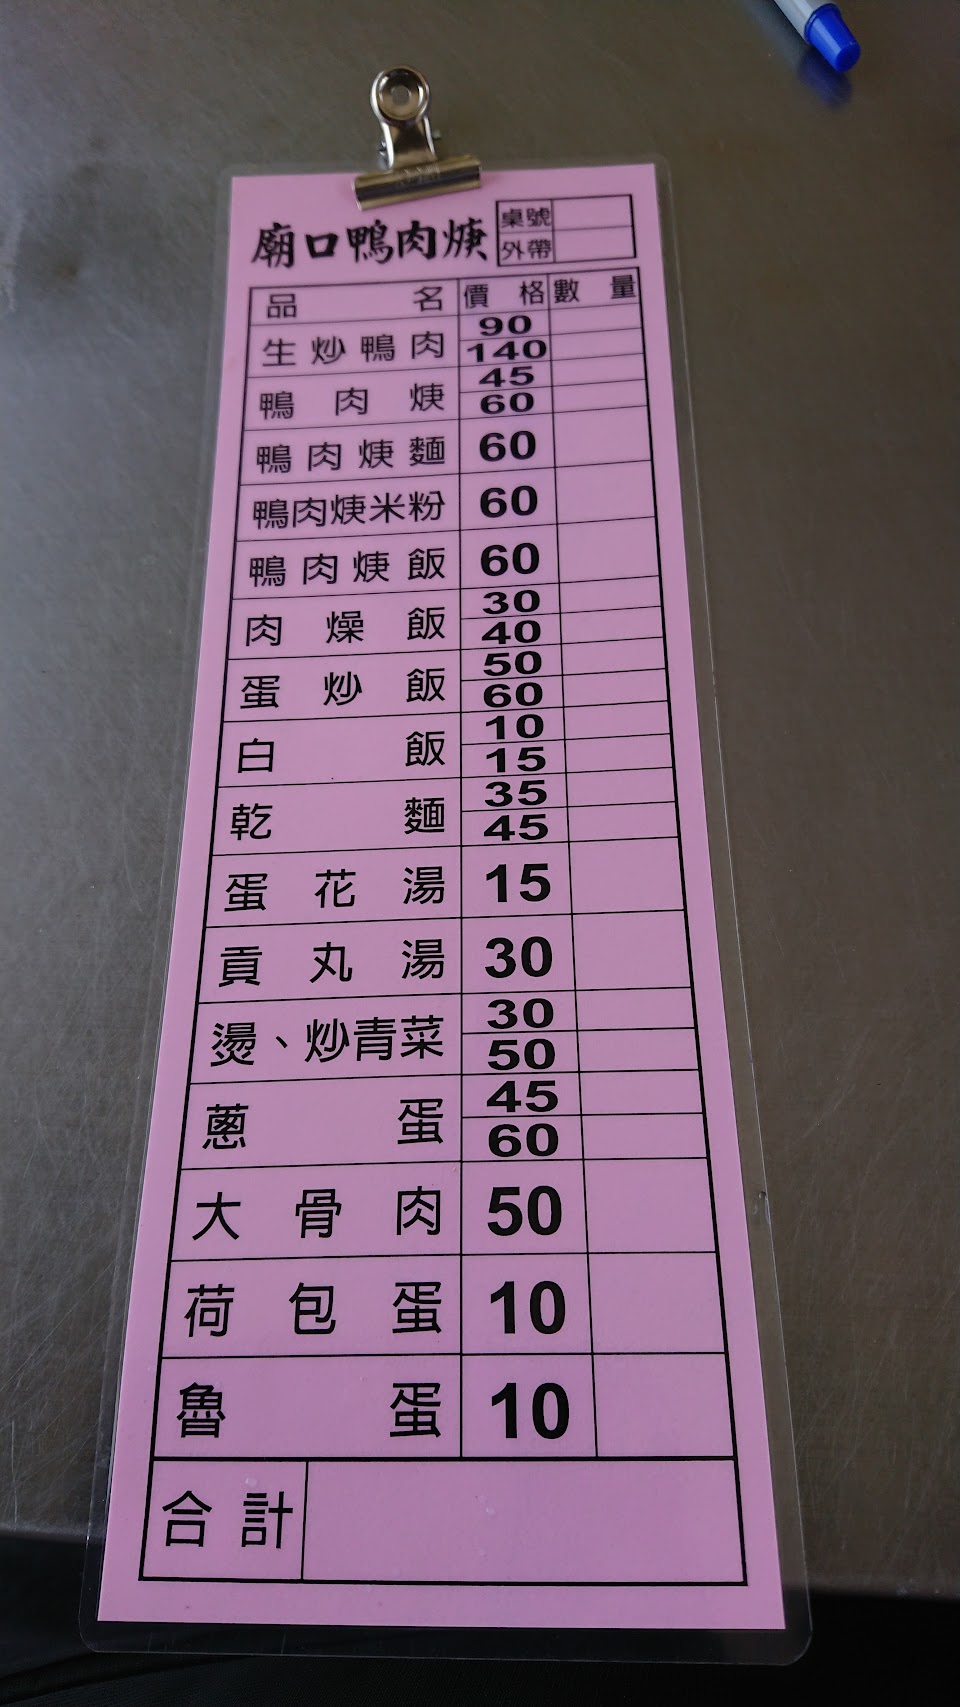 廟口鴨肉焿
桌號
外帶
品名 價格 數量
生炒鴨肉 90
140
鴨肉焿 45
60
鴨肉焿麵 60
鴨肉焿米粉 60
鴨肉焿飯 60
肉燥飯 30
40
蛋炒飯 50
60
白飯 10
15
乾麵 35
45
蛋花湯 15
貢丸湯 30
燙、炒青菜 30
50
蔥蛋 45
60
大骨肉 50
荷包蛋 10
魯蛋 10
合計